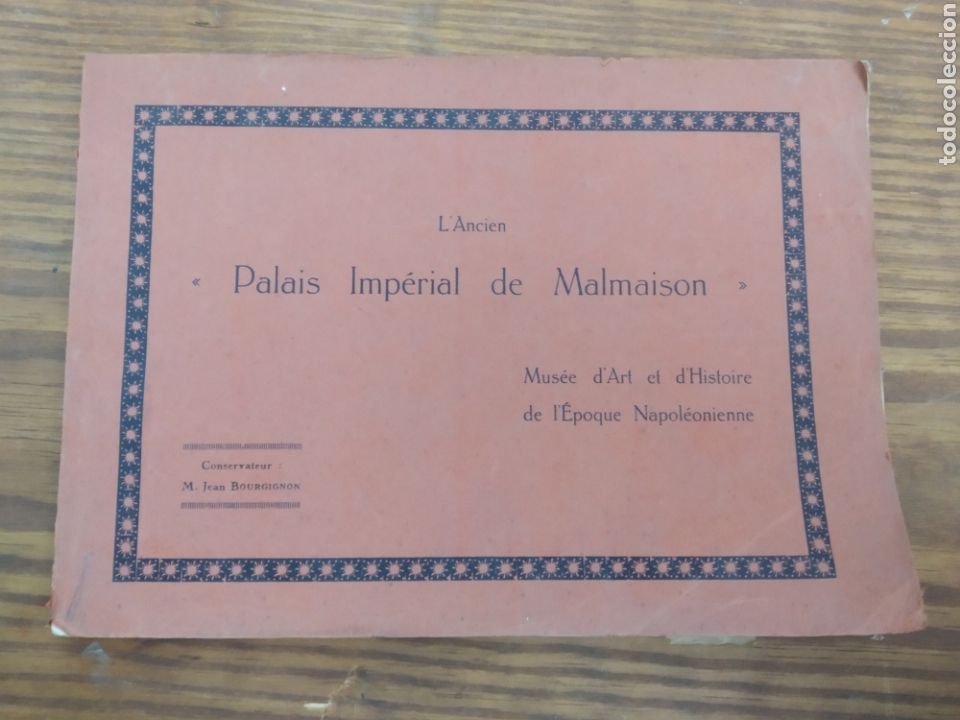 L'Ancien
« Palais Impérial de Malmaison »
Musée d'Art et d'Histoire
de l'Époque Napoléonienne
Conservateur :
M. Jean BOURGIGNON
todocoleccion